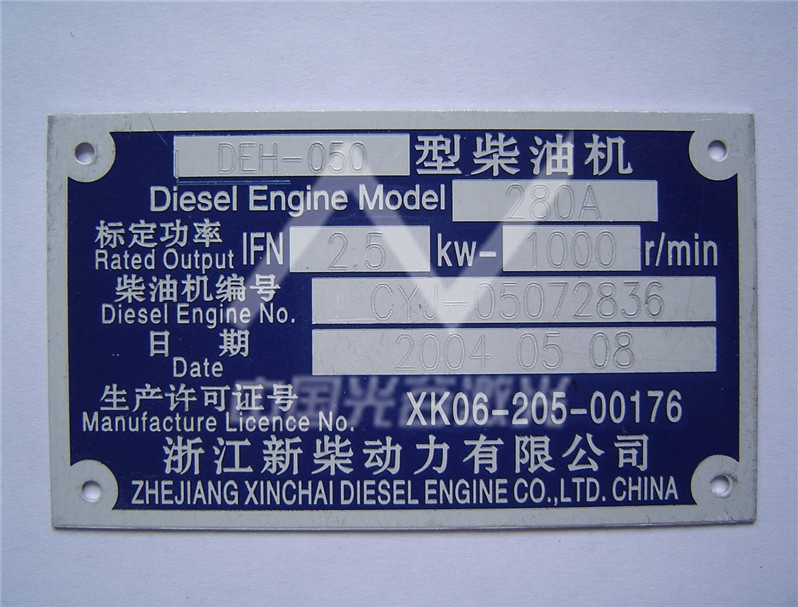 DEH-050 型柴油机
Diesel Engine Model 280A
标定功率
Rated Output IFN 2.5 kw- 1000 r/min
柴油机编号
Diesel Engine No. CYJ-05072836
日 期
Date 2004 05 08
生产许可证号
Manufacture Licence No. XK06-205-00176
浙江新柴动力有限公司
ZHEJIANG XINCHAI DIESEL ENGINE CO.,LTD. CHINA